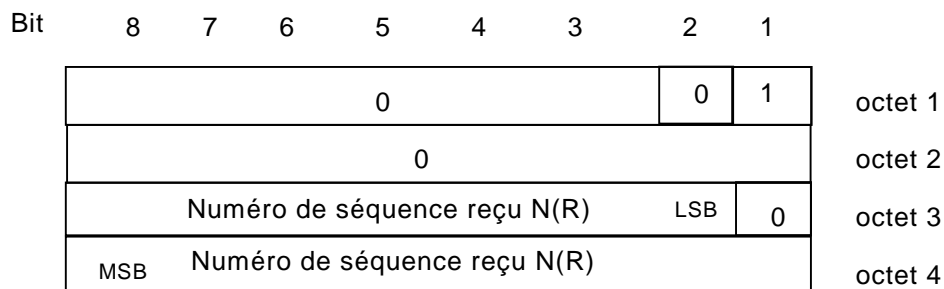 Bit 8 7 6 5 4 3 2 1
0 0 1 octet 1
0 octet 2
Numéro de séquence reçu N(R) LSB 0 octet 3
MSB Numéro de séquence reçu N(R) octet 4